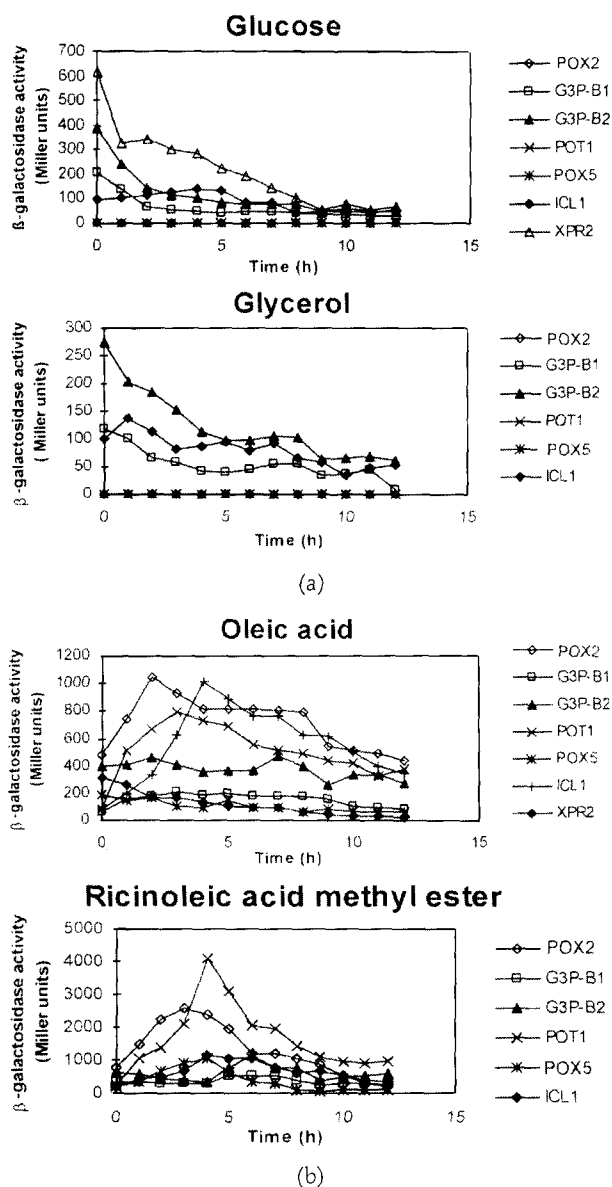 Glucose
700
600
500
400
300
200
100
0
0
5
10
15
ß-galactosidase activity
(Miller units)
Time (h)
POX2
G3P-B1
G3P-B2
POT1
POX5
ICL1
XPR2
Glycerol
300
250
200
150
100
50
0
0
5
10
15
β-galactosidase activity
( Miller units)
Time (h)
POX2
G3P-B1
G3P-B2
POT1
POX5
ICL1
(a)
Oleic acid
1200
1000
800
600
400
200
0
0
5
10
15
β-galactosidase activity
(Miller units)
Time (h)
POX2
G3P-B1
G3P-B2
POT1
POX5
ICL1
XPR2
Ricinoleic acid methyl ester
5000
4000
3000
2000
1000
0
0
5
10
15
β-galactosidase activity
(Miller units)
Time (h)
POX2
G3P-B1
G3P-B2
POT1
POX5
ICL1
(b)